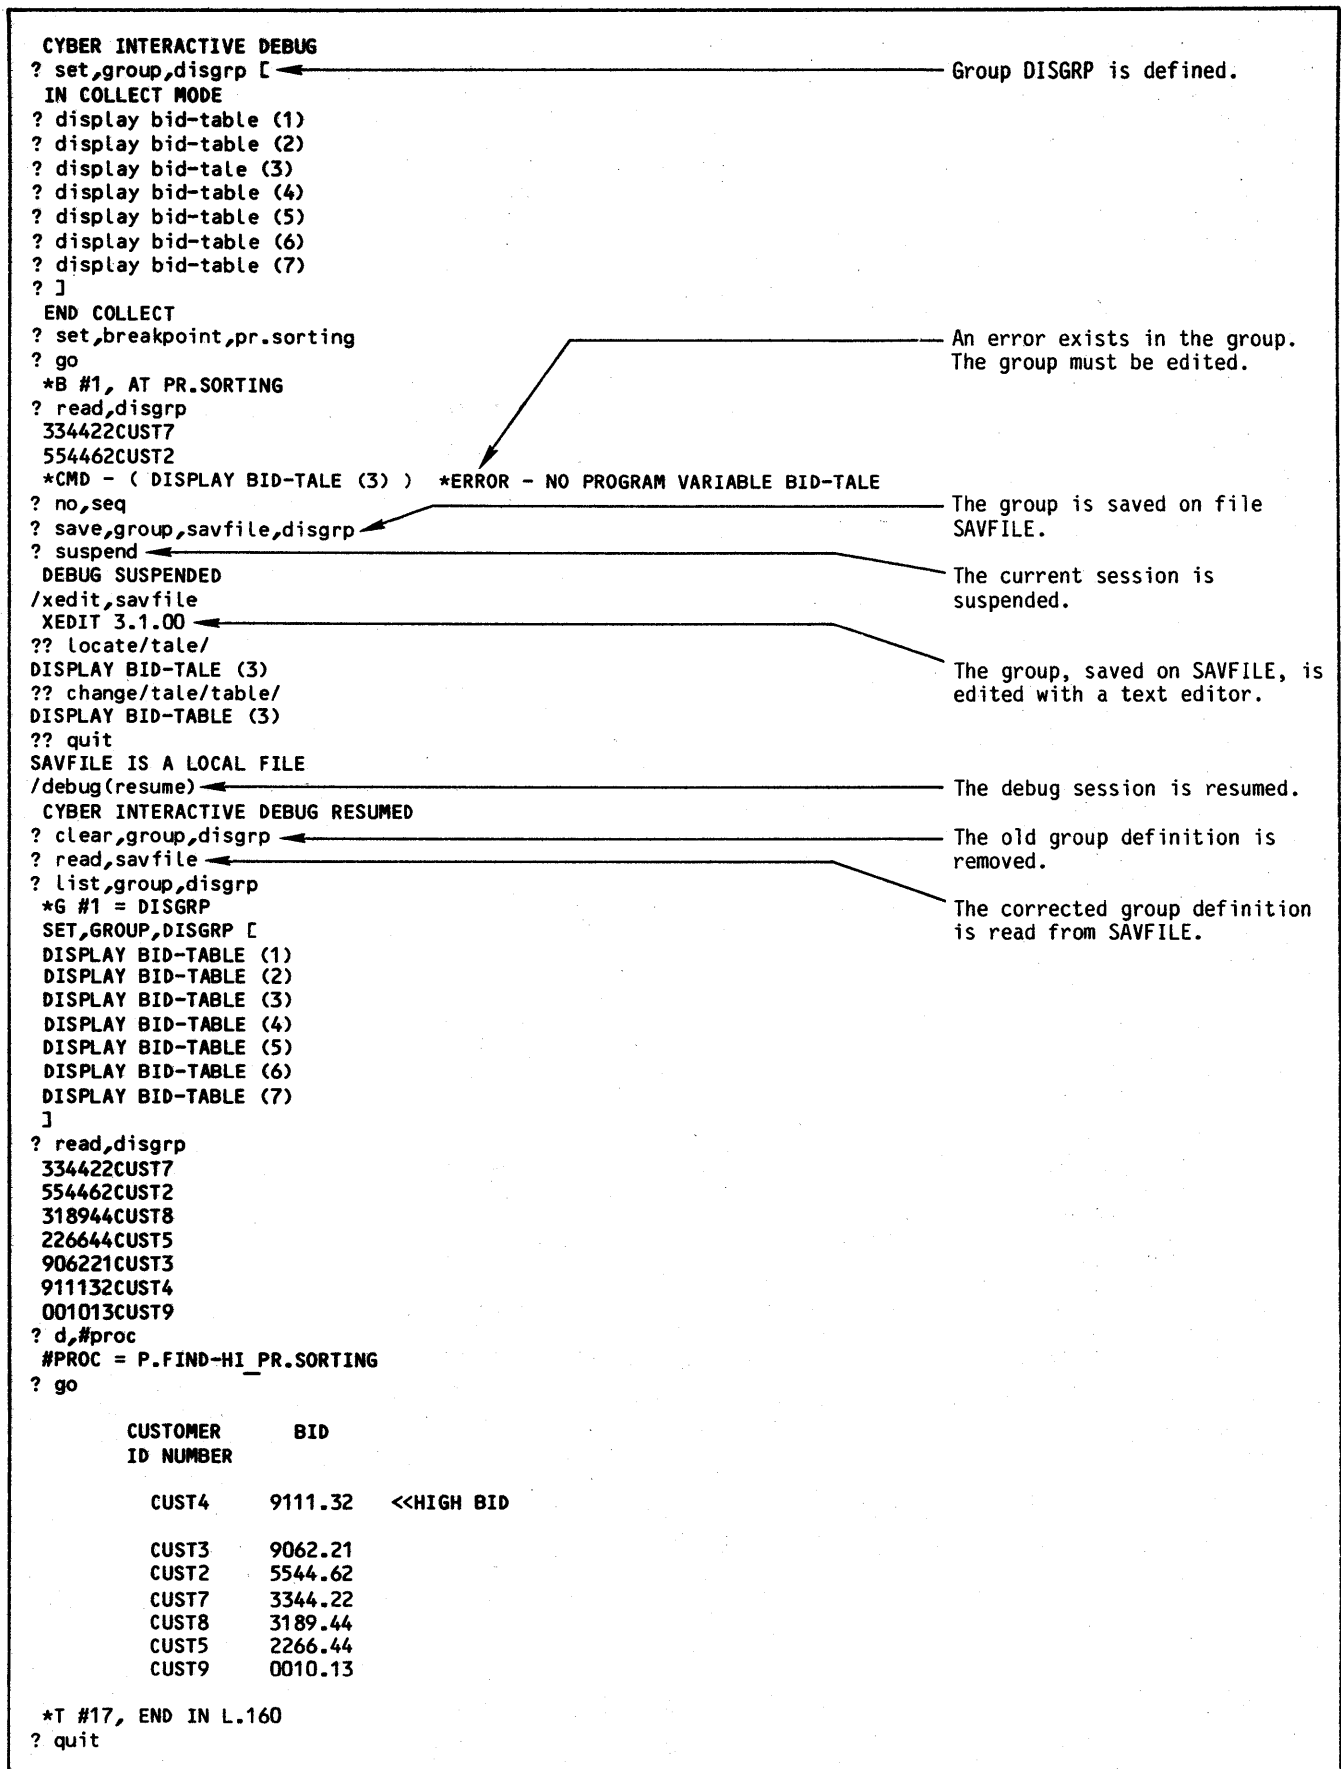 CYBER INTERACTIVE DEBUG
? set,group,disgrp [
Group DISGRP is defined.
IN COLLECT MODE
? display bid-table (1)
? display bid-table (2)
? display bid-tale (3)
? display bid-table (4)
? display bid-table (5)
? display bid-table (6)
? display bid-table (7)
? ]
END COLLECT
? set,breakpoint,pr.sorting
An error exists in the group.
The group must be edited.
? go
*B #1, AT PR.SORTING
? read,disgrp
334422CUST7
554462CUST2
*CMD - ( DISPLAY BID-TALE (3) ) *ERROR - NO PROGRAM VARIABLE BID-TALE
? no,seq
The group is saved on file
SAVFILE.
? save,group,savfile,disgrp
? suspend
DEBUG SUSPENDED
The current session is
suspended.
/xedit,savfile
XEDIT 3.1.00
?? locate/tale/
DISPLAY BID-TALE (3)
The group, saved on SAVFILE, is
edited with a text editor.
?? change/tale/table/
DISPLAY BID-TABLE (3)
?? quit
SAVFILE IS A LOCAL FILE
/debug(resume)
The debug session is resumed.
CYBER INTERACTIVE DEBUG RESUMED
? clear,group,disgrp
The old group definition is
removed.
? read,savfile
? list,group,disgrp
*G #1 = DISGRP
The corrected group definition
is read from SAVFILE.
SET,GROUP,DISGRP [
DISPLAY BID-TABLE (1)
DISPLAY BID-TABLE (2)
DISPLAY BID-TABLE (3)
DISPLAY BID-TABLE (4)
DISPLAY BID-TABLE (5)
DISPLAY BID-TABLE (6)
DISPLAY BID-TABLE (7)
]
? read,disgrp
334422CUST7
554462CUST2
318944CUST8
226644CUST5
906221CUST3
911132CUST4
001013CUST9
? d,#proc
#PROC = P.FIND-HI_PR.SORTING
? go
CUSTOMER BID
ID NUMBER
CUST4 9111.32 <<HIGH BID
CUST3 9062.21
CUST2 5544.62
CUST7 3344.22
CUST8 3189.44
CUST5 2266.44
CUST9 0010.13
*T #17, END IN L.160
? quit